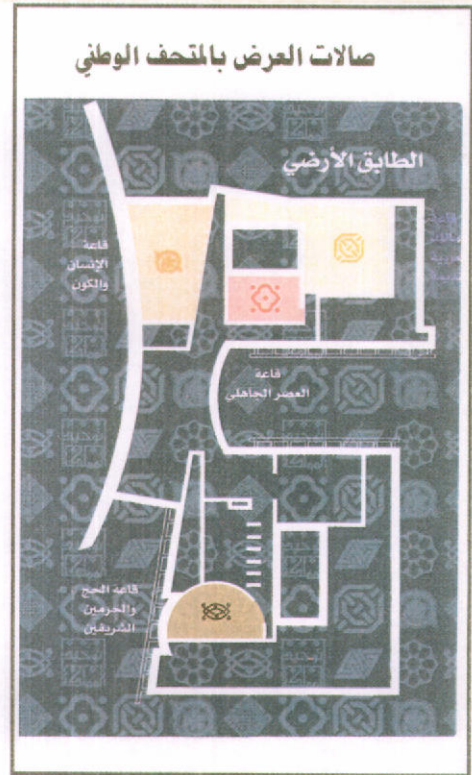 صالات العرض بالمتحف الوطني
الطابق الأرضي
قاعة
الإنسان
والكون
قاعة
العصر الجاهلي
قاعة الحج
والحرمين
الشريفين